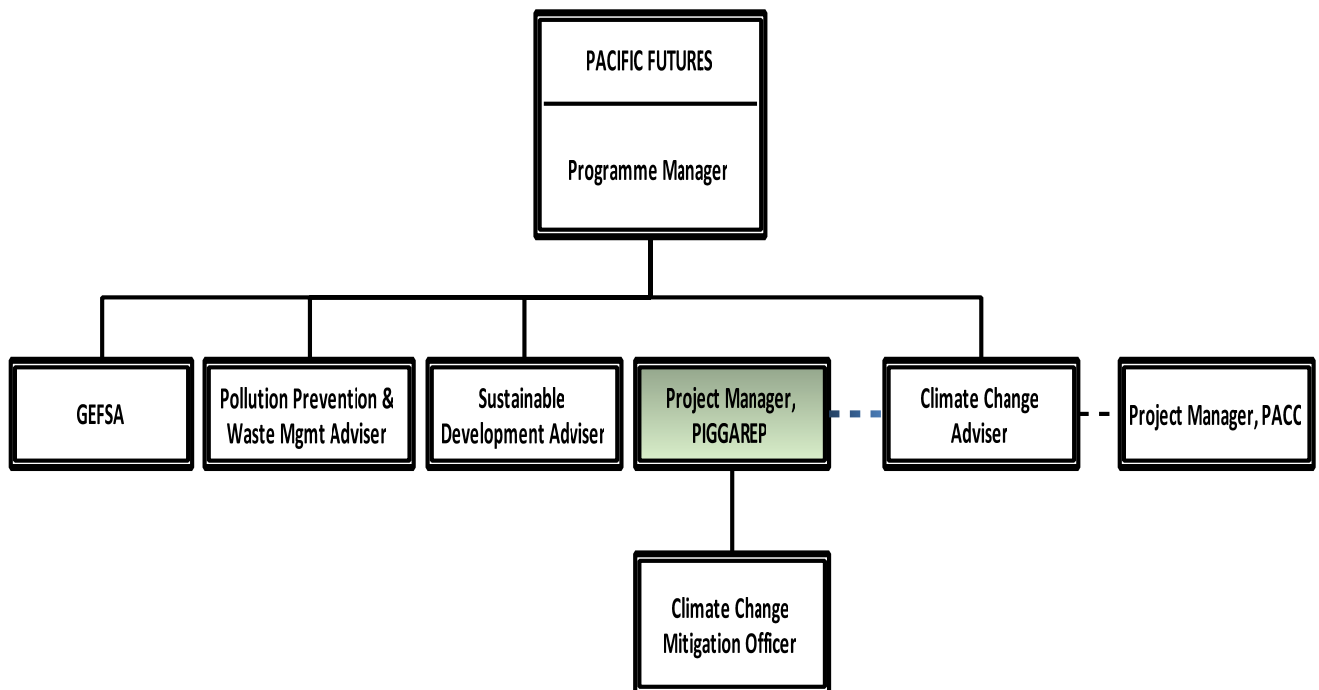 PACIFIC FUTURES
Programme Manager
GEFSA
Pollution Prevention &
Waste Mgmt Adviser
Sustainable
Development Adviser
Project Manager,
PIGGAREP
Climate Change
Adviser
Project Manager, PACC
Climate Change
Mitigation Officer